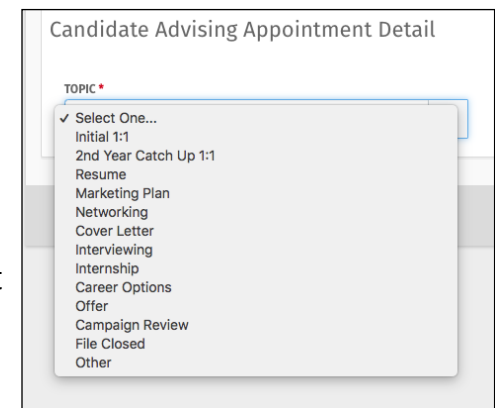 Candidate Advising Appointment Detail
TOPIC *
✓ Select One...
Initial 1:1
2nd Year Catch Up 1:1
Resume
Marketing Plan
Networking
Cover Letter
Interviewing
Internship
Career Options
Offer
Campaign Review
File Closed
Other